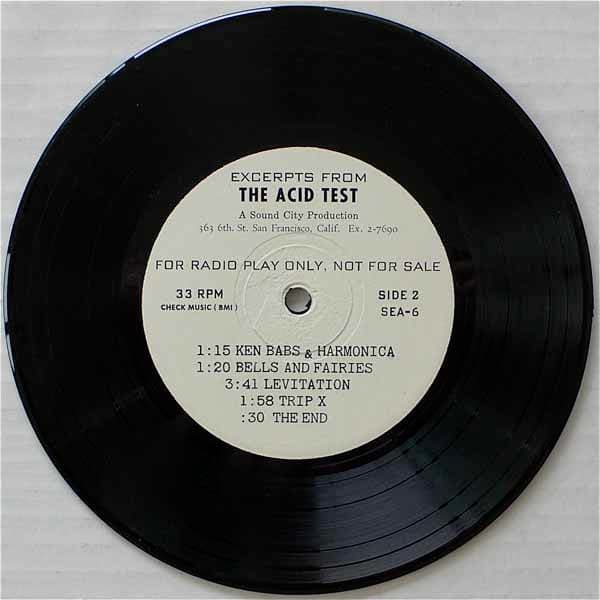 EXCERPTS FROM
THE ACID TEST
A Sound City Production
363 6th. St. San Francisco, Calif. Ex. 2-7690
FOR RADIO PLAY ONLY, NOT FOR SALE
33 RPM SIDE 2
CHECK MUSIC ( BMI ) SEA-6
1:15 KEN BABS & HARMONICA
1:20 BELLS AND FAIRIES
3:41 LEVITATION
1:58 TRIP X
:30 THE END